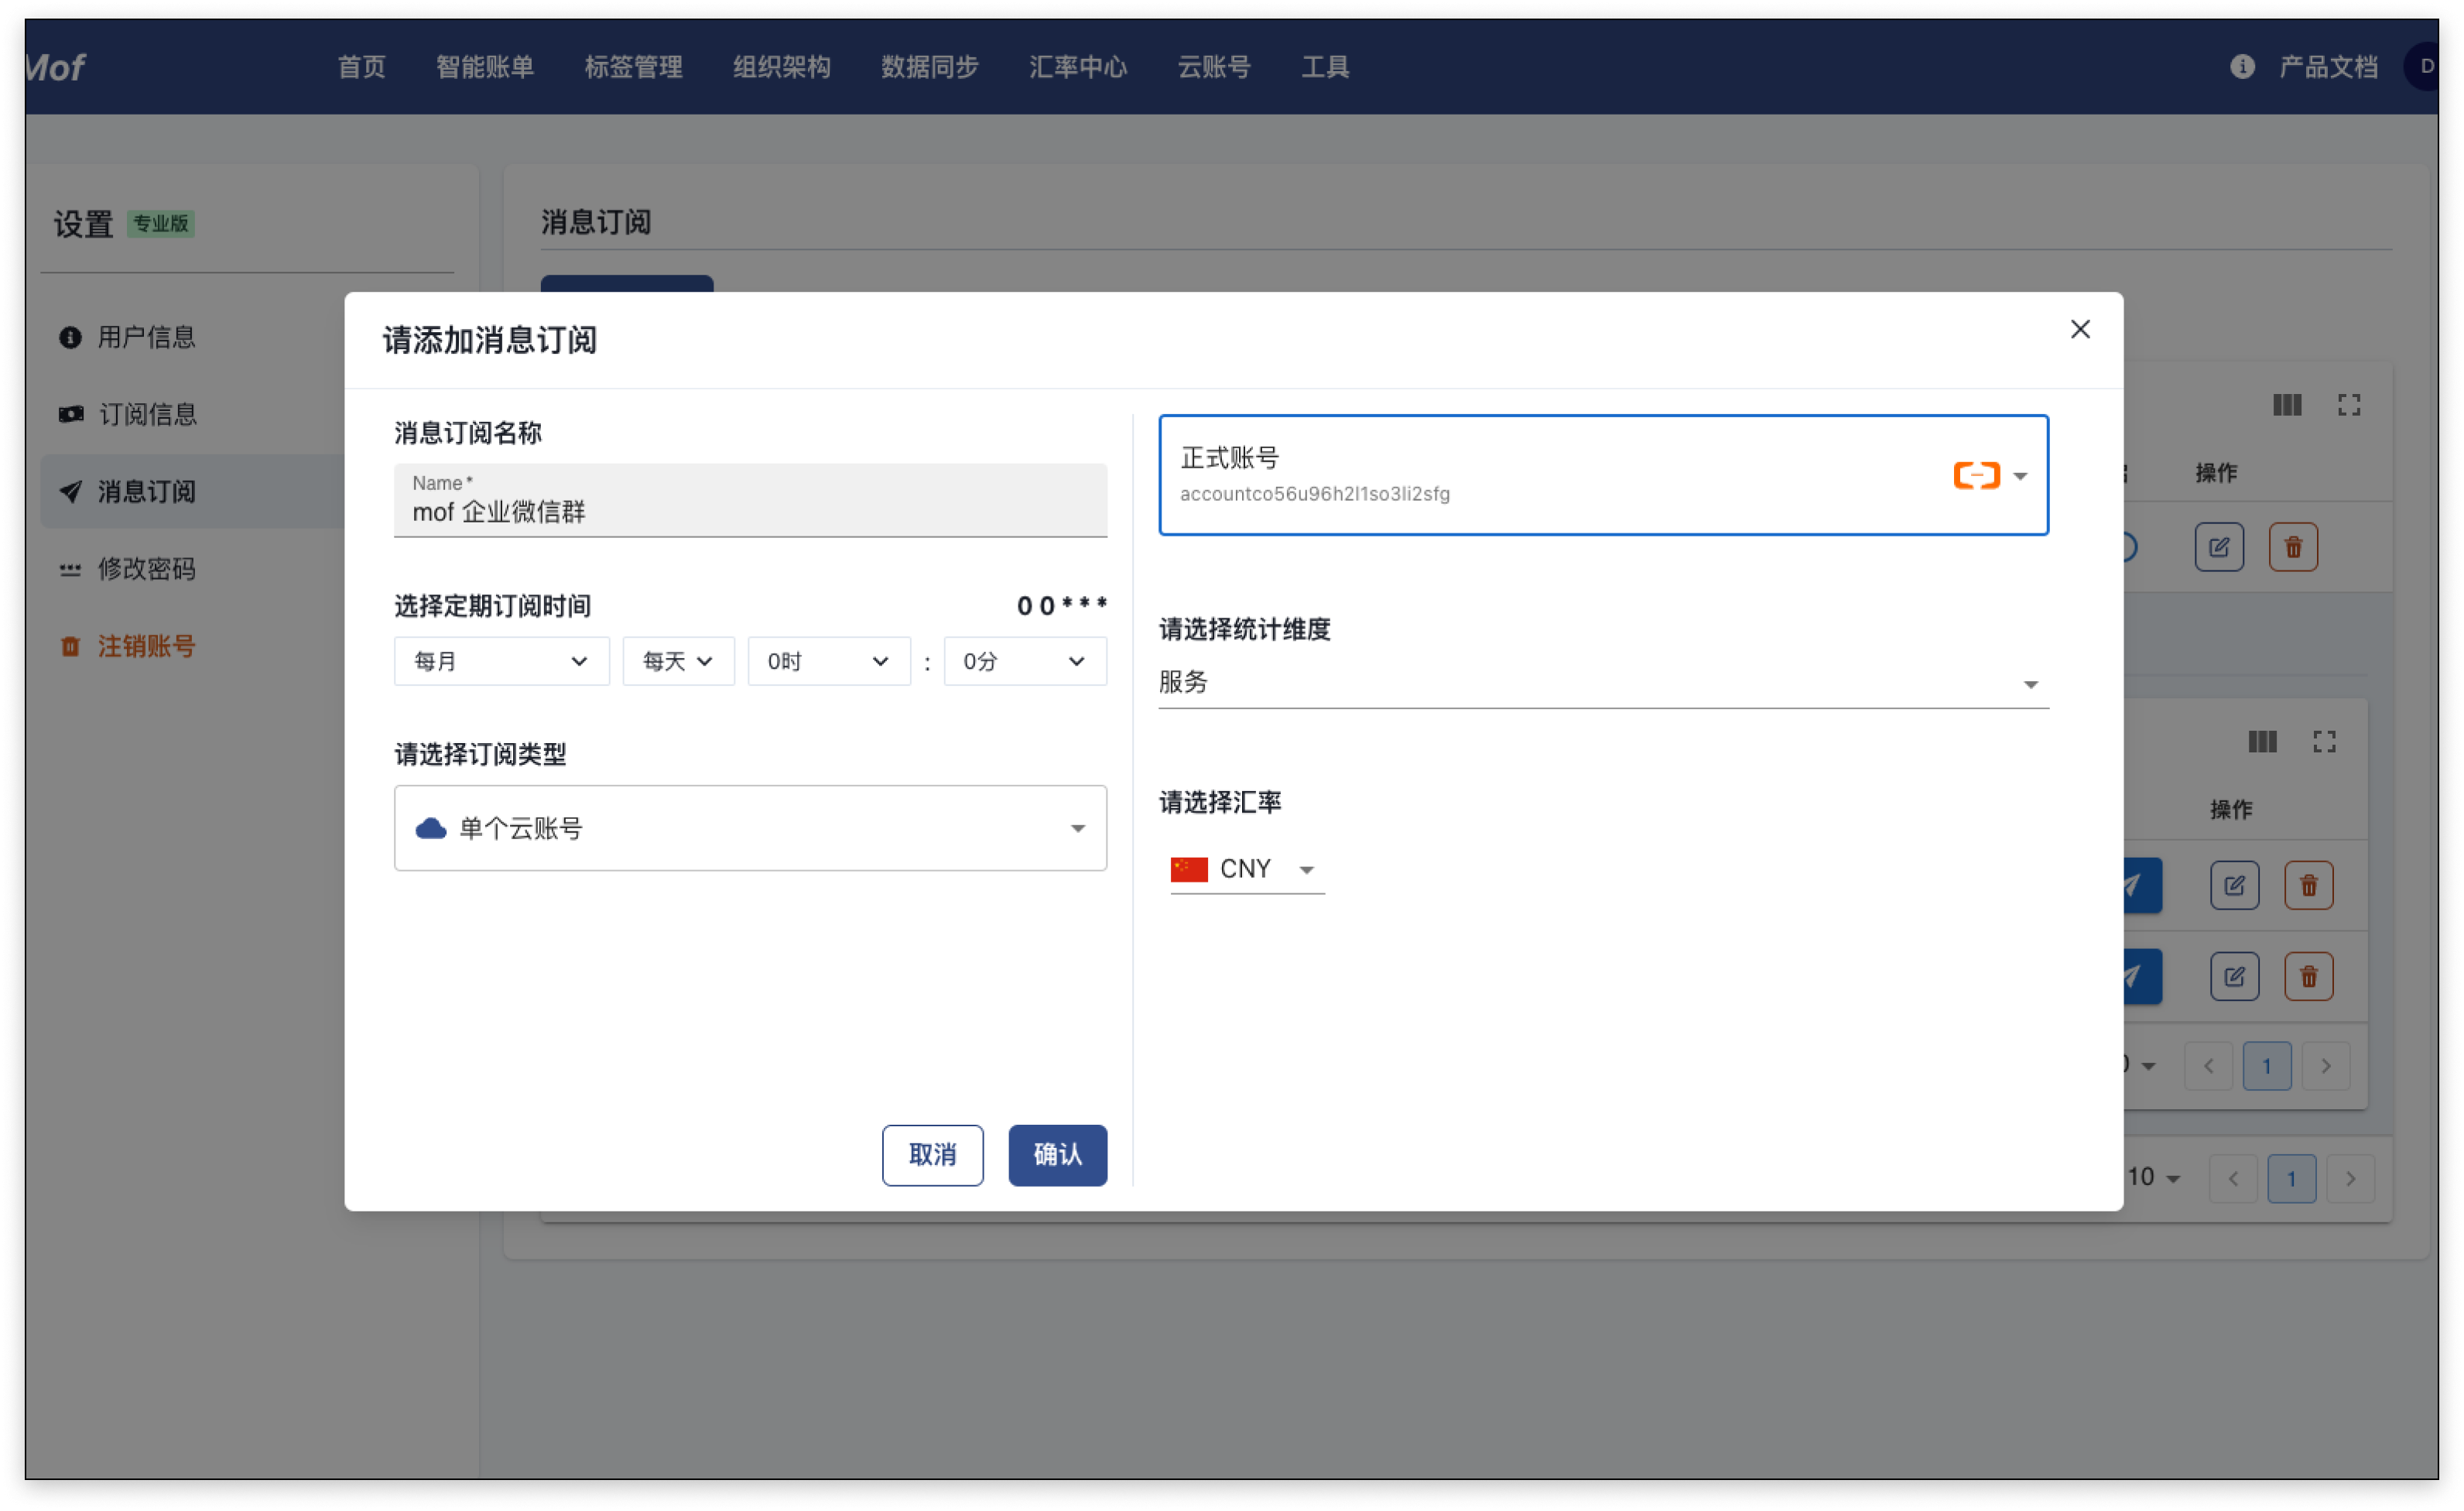 Mof 首页 智能账单 标签管理 组织架构 数据同步 汇率中心 云账号 工具 产品文档 D
设置 专业版
用户信息
订阅信息
消息订阅
修改密码
注销账号
消息订阅
请添加消息订阅
消息订阅名称
Name *
mof 企业微信群
选择定期订阅时间 0 0 * * *
每月 每天 0时 : 0分
请选择订阅类型
单个云账号
取消 确认
正式账号
accountco56u96h2l1so3li2sfg
请选择统计维度
服务
请选择汇率
CNY
操作
操作
1
10 1